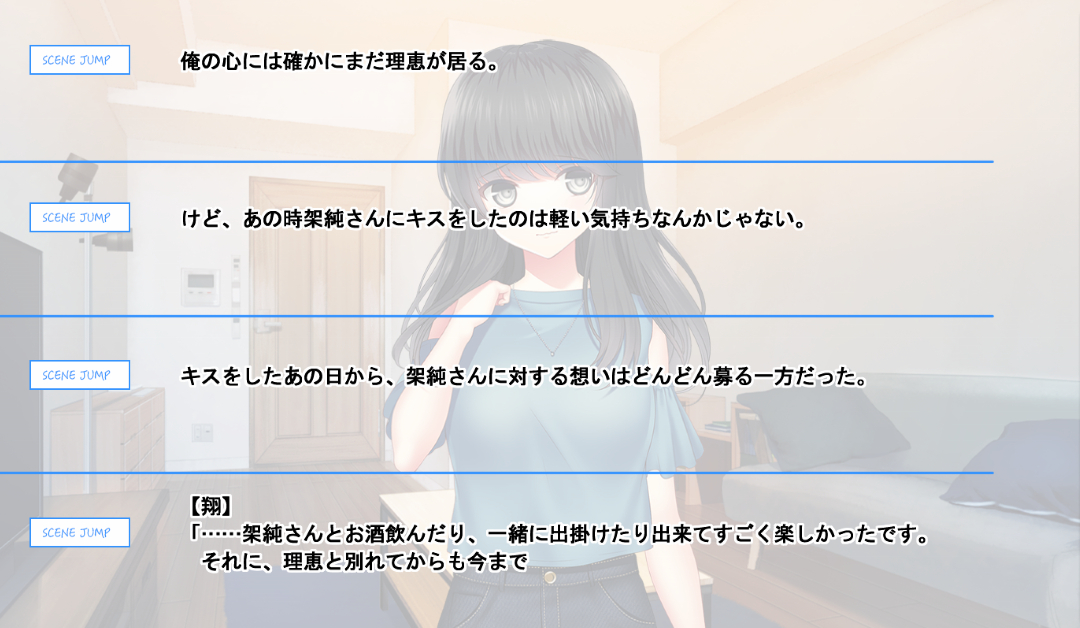 SCENE JUMP
俺の心には確かにまだ理恵が居る。
SCENE JUMP
けど、あの時架純さんにキスをしたのは軽い気持ちなんかじゃない。
SCENE JUMP
キスをしたあの日から、架純さんに対する想いはどんどん募る一方だった。
【翔】
SCENE JUMP
「……架純さんとお酒飲んだり、一緒に出掛けたり出来てすごく楽しかったです。
それに、理恵と別れてからも今まで